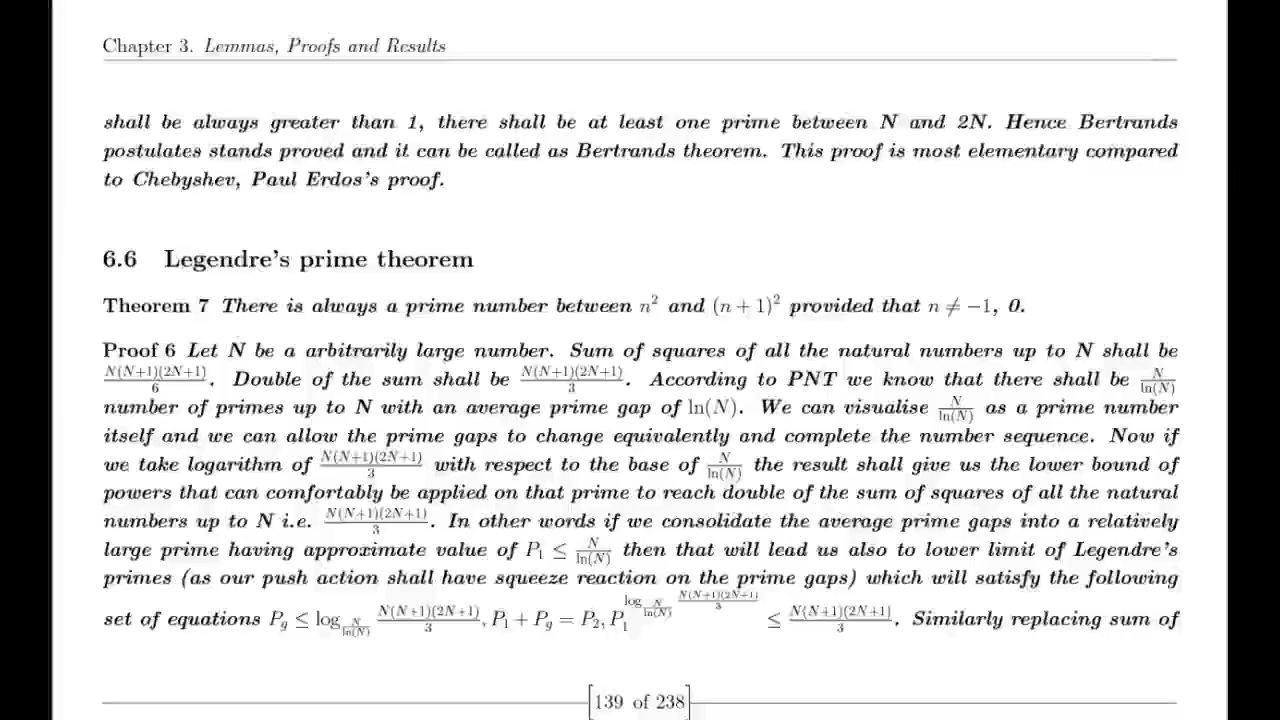 Chapter 3. Lemmas, Proofs and Results
shall be always greater than 1, there shall be at least one prime between N and 2N. Hence Bertrands
postulates stands proved and it can be called as Bertrands theorem. This proof is most elementary compared
to Chebyshev, Paul Erdos's proof.
6.6 Legendre's prime theorem
Theorem 7 There is always a prime number between n² and (n + 1)² provided that n ≠ −1, 0.
Proof 6 Let N be a arbitrarily large number. Sum of squares of all the natural numbers up to N shall be
N(N+1)(2N+1)/6. Double of the sum shall be N(N+1)(2N+1)/3. According to PNT we know that there shall be N/ln(N)
number of primes up to N with an average prime gap of ln(N). We can visualise N/ln(N) as a prime number
itself and we can allow the prime gaps to change equivalently and complete the number sequence. Now if
we take logarithm of N(N+1)(2N+1)/3 with respect to the base of N/ln(N) the result shall give us the lower bound of
powers that can comfortably be applied on that prime to reach double of the sum of squares of all the natural
numbers up to N i.e. N(N+1)(2N+1)/3. In other words if we consolidate the average prime gaps into a relatively
large prime having approximate value of P₁ ≤ N/ln(N) then that will lead us also to lower limit of Legendre's
primes (as our push action shall have squeeze reaction on the prime gaps) which will satisfy the following
set of equations P_g ≤ log_{N/ln(N)} N(N+1)(2N+1)/3, P₁ + P_g = P₂, P₁^{log_{N/ln(N)} N(N+1)(2N+1)/3} ≤ N(N+1)(2N+1)/3. Similarly replacing sum of
139 of 238